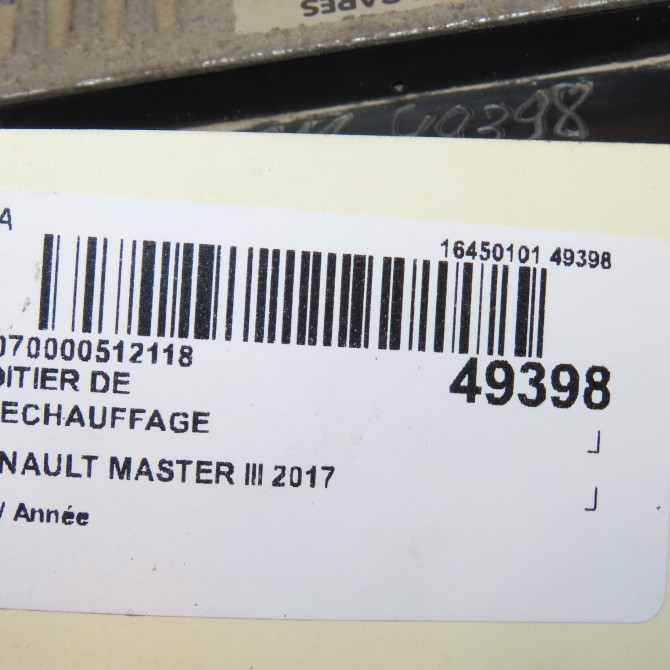 49398
A
16450101 49398
070000512118
OITIER DE
ECHAUFFAGE
49398
NAULT MASTER III 2017
/ Année